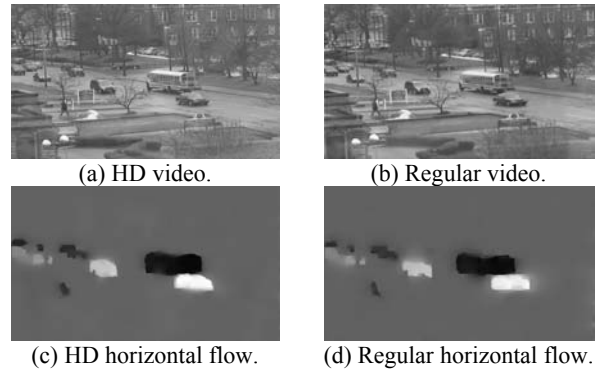 (a) HD video.
(b) Regular video.
(c) HD horizontal flow.
(d) Regular horizontal flow.